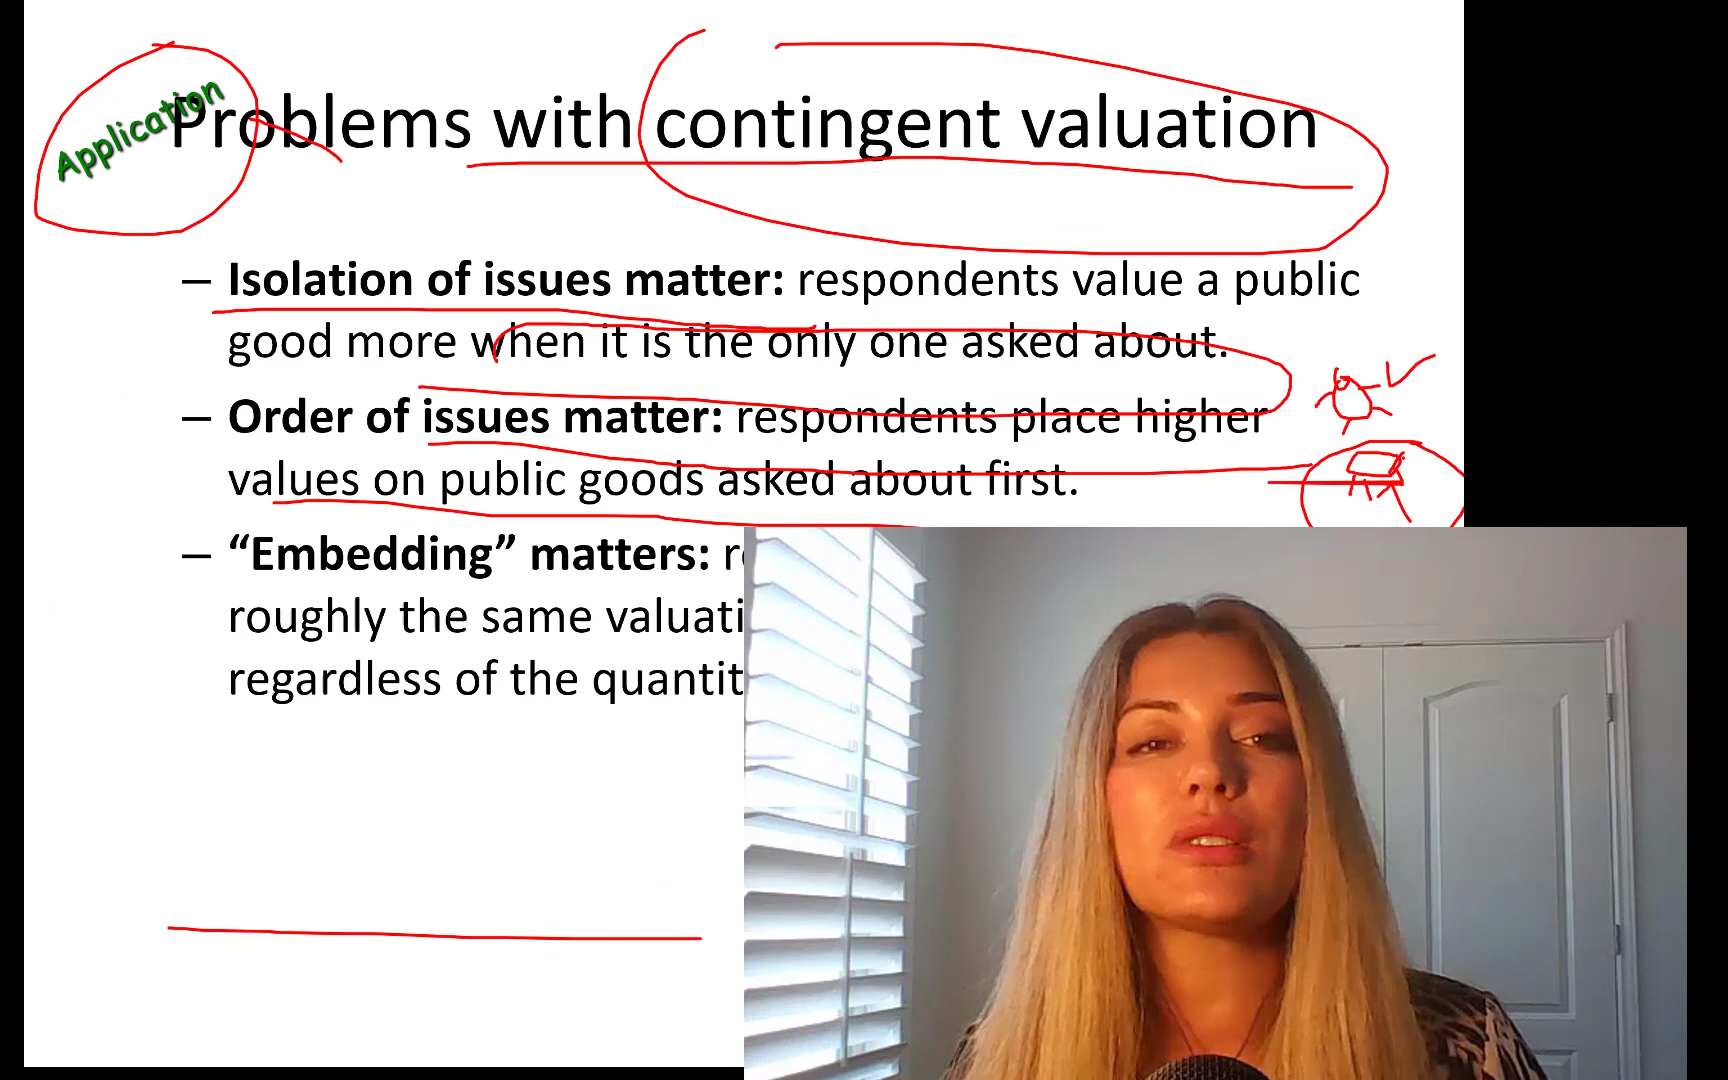 Application
Problems with contingent valuation
– Isolation of issues matter: respondents value a public
good more when it is the only one asked about.
– Order of issues matter: respondents place higher
values on public goods asked about first.
– “Embedding” matters:
roughly the same
regardless of the